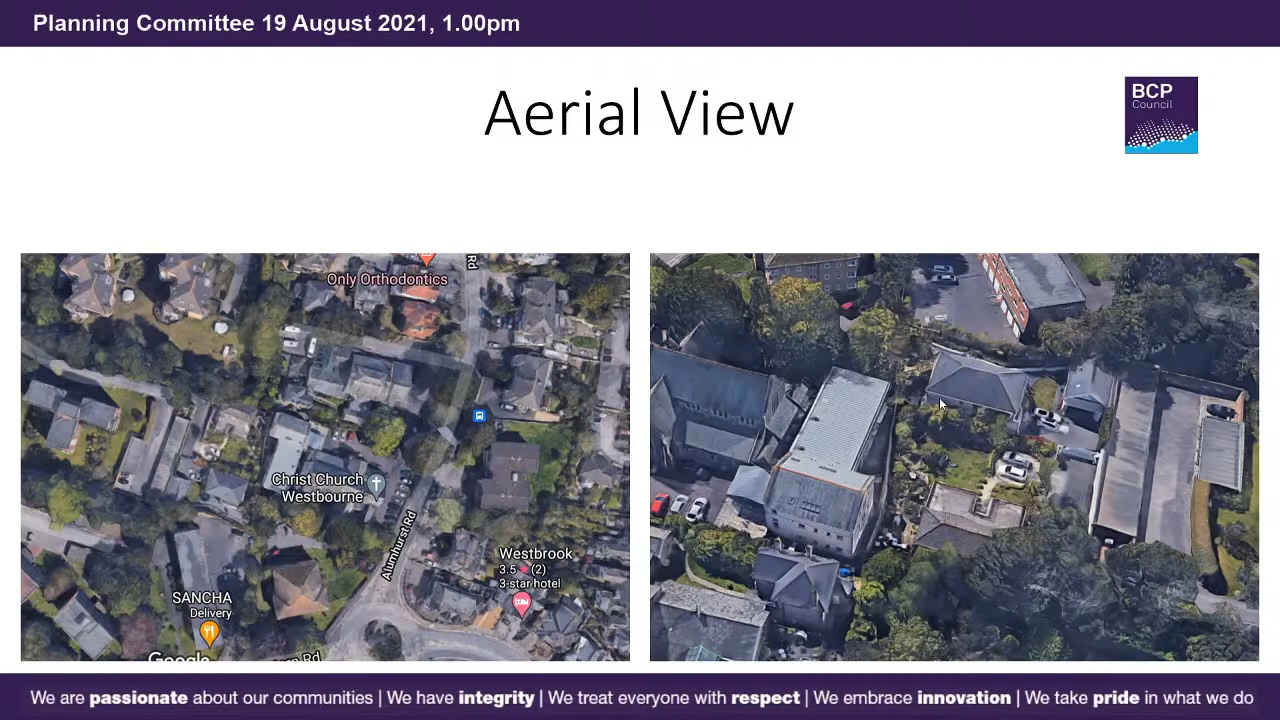 Planning Committee 19 August 2021, 1.00pm
Aerial View
BCP
Council
Only Orthodontics
Rd
Christ Church
Westbourne
Alumhurst Rd
Westbrook
3.5 (2)
3-star hotel
SANCHA
Delivery
Google
Rd
We are passionate about our communities | We have integrity | We treat everyone with respect | We embrace innovation | We take pride in what we do